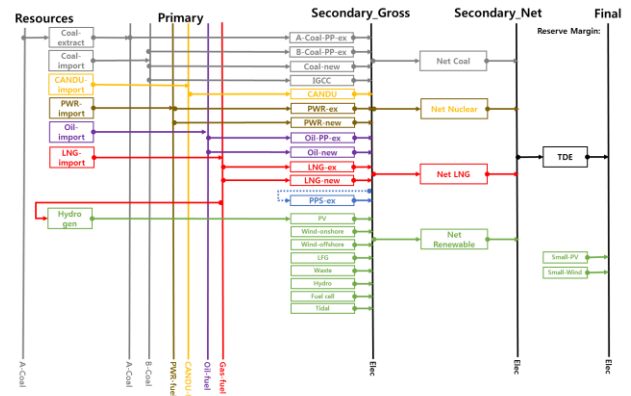 Resources
Primary
Secondary_Gross
Secondary_Net
Final
Reserve Margin:
Coal-
extract
Coal-
import
CANDU-
import
PWR-
import
Oil-
import
LNG-
import
Hydro
gen
A-Coal-PP-ex
B-Coal-PP-ex
Coal-new
IGCC
CANDU
PWR-ex
PWR-new
Oil-PP-ex
Oil-new
LNG-ex
LNG-new
PPS-ex
PV
Wind-onshore
Wind-offshore
LFG
Waste
Hydro
Fuel cell
Tidal
Net Coal
Net Nuclear
Net LNG
Net
Renewable
TDE
Small-PV
Small-Wind
A-Coal
A-Coal
B-Coal
PWR-fuel
CANDU-
Oil-fuel
Gas-fuel
Elec
Elec
Elec